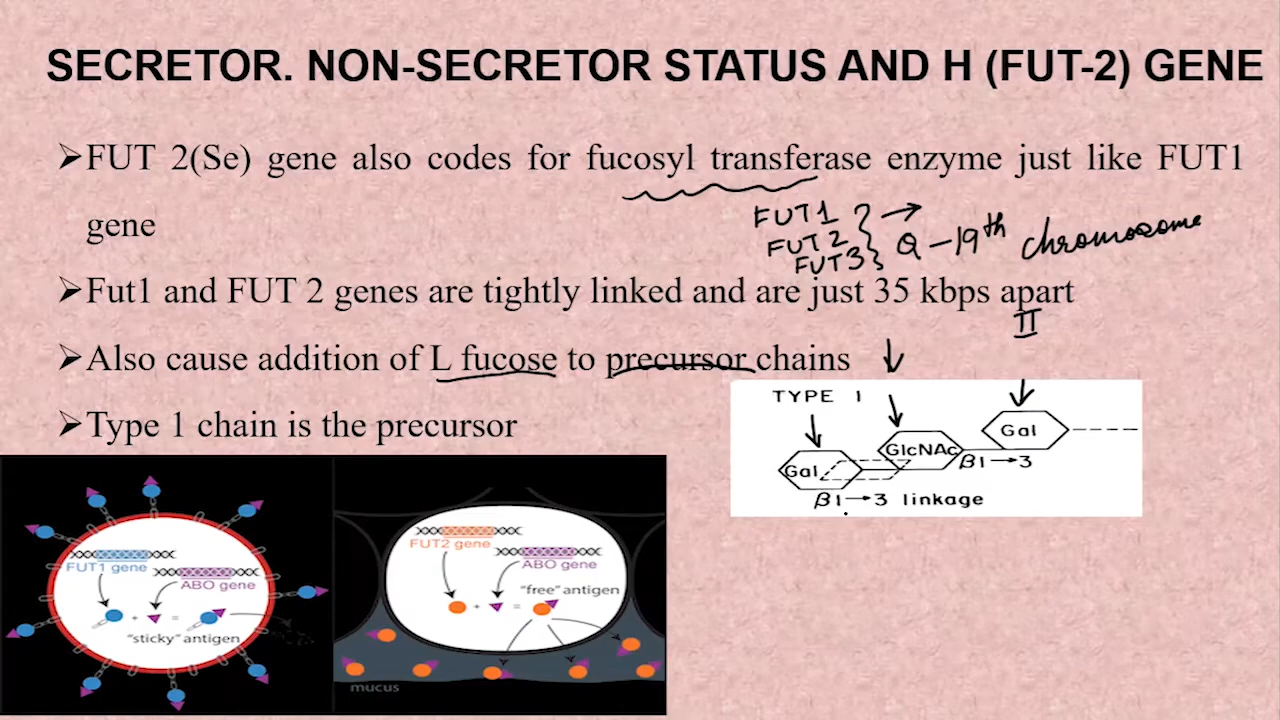 SECRETOR. NON-SECRETOR STATUS AND H (FUT-2) GENE
➢FUT 2(Se) gene also codes for fucosyl transferase enzyme just like FUT1
gene
FUT1
FUT2
FUT3
Q - 19th chromosome
➢Fut1 and FUT 2 genes are tightly linked and are just 35 kbps apart
II
➢Also cause addition of L fucose to precursor chains
➢Type 1 chain is the precursor
TYPE 1
Gal
GlcNAc
Gal
β1→3
β1→3 linkage
FUT1 gene
ABO gene
+ =
"sticky" antigen
FUT2 gene
ABO gene
"free" antigen
+ =
mucus